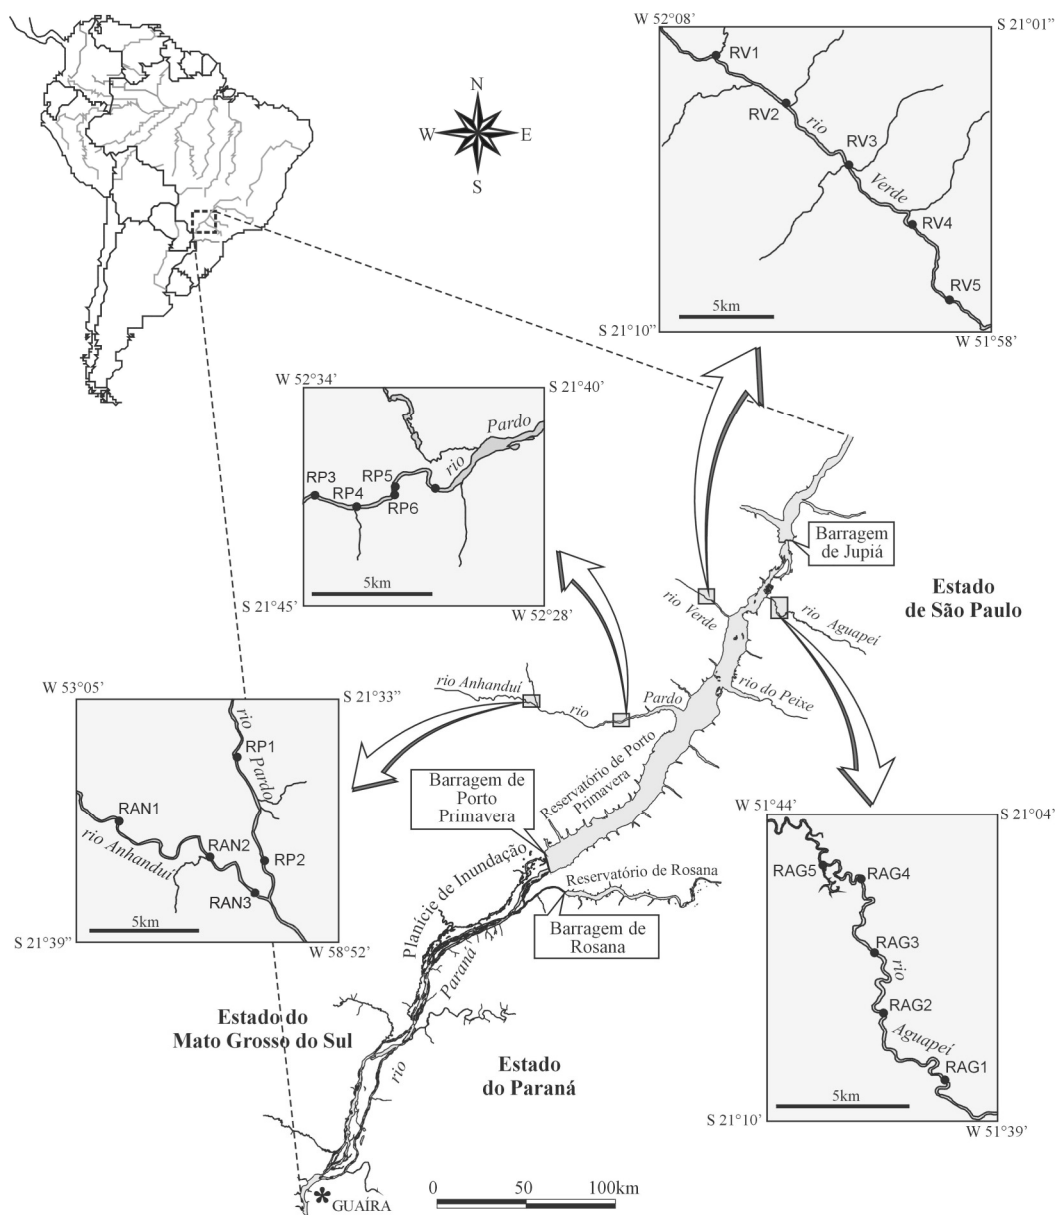 W 52°08’
S 21°01”
RV1
RV2
rio
RV3
Verde
RV4
RV5
5km
S 21°10”
W 51°58’
N
W
E
S
W 52°34’
S 21°40’
Pardo
rio
RP3
RP4
RP5
RP6
5km
S 21°45’
W 52°28’
Barragem
de Jupiá
Estado
de São Paulo
rio Verde
rio Aguapeí
rio do Peixe
rio Anhanduí
rio
Pardo
W 53°05’
S 21°33”
rio
RP1
Pardo
RAN1
rio Anhanduí
RAN2
RP2
RAN3
5km
S 21°39”
W 58°52’
Barragem de
Porto
Primavera
Reservatório de Porto
Primavera
Planície de Inundação
Reservatório de Rosana
Barragem de
Rosana
W 51°44’
S 21°04’
RAG5
RAG4
RAG3
rio
RAG2
Aguapeí
RAG1
5km
S 21°10’
W 51°39’
Paraná
rio
Estado do
Mato Grosso do Sul
Estado
do Paraná
*
GUAÍRA
0
50
100km